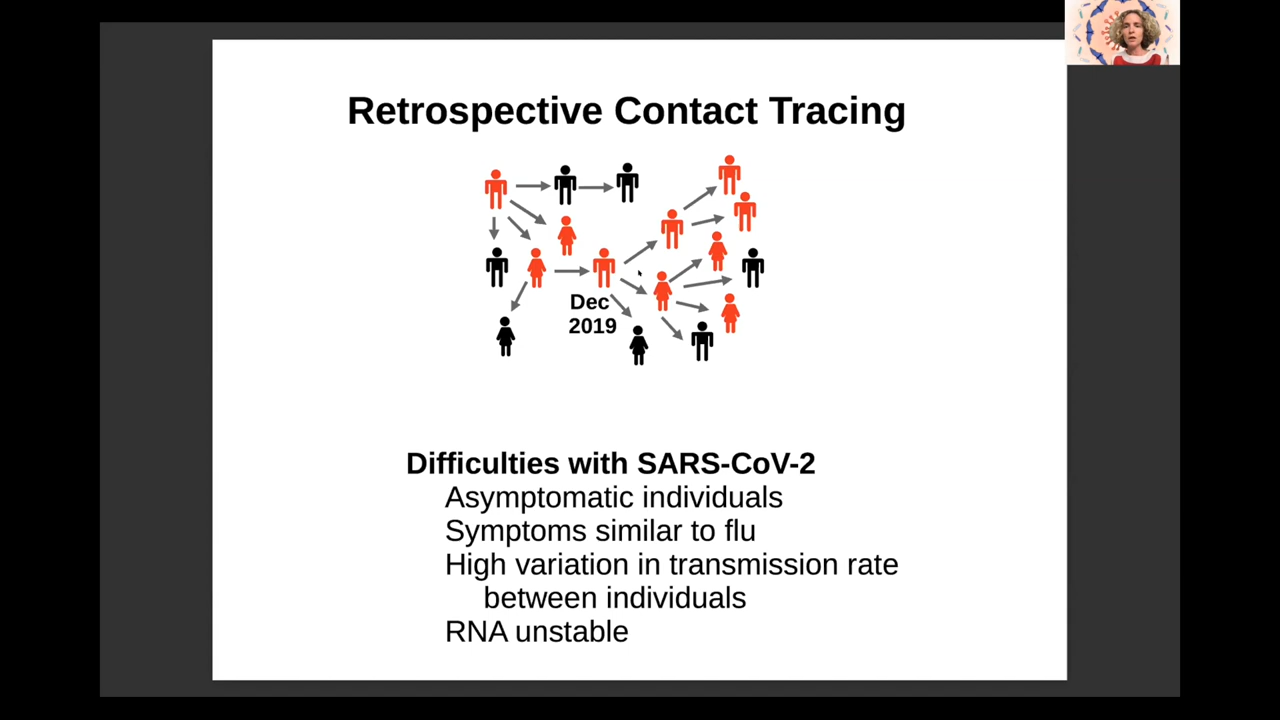 Retrospective Contact Tracing
Dec
2019
Difficulties with SARS-CoV-2
Asymptomatic individuals
Symptoms similar to flu
High variation in transmission rate
between individuals
RNA unstable